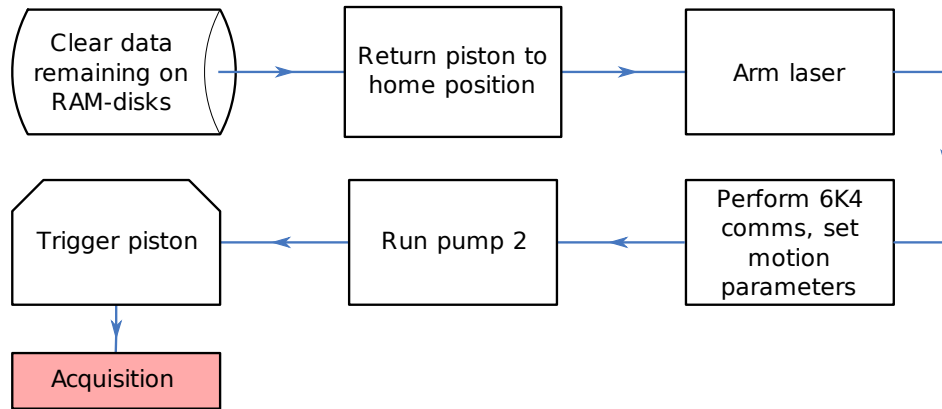 Clear data
remaining on
RAM-disks
Return piston to
home position
Arm laser
Perform 6K4
comms, set
motion
parameters
Run pump 2
Trigger piston
Acquisition